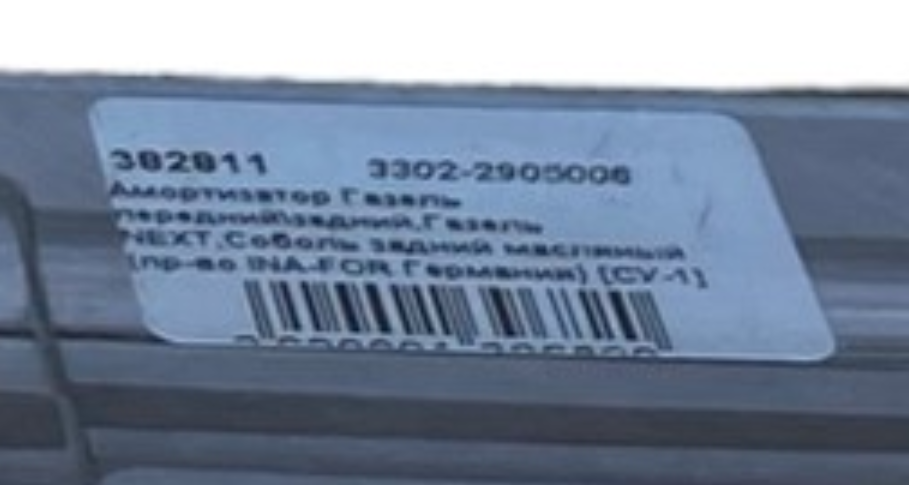 382811 3302-2905006
Амортизатор Газель
передний\задний,Газель
NEXT,Соболь задний масляный
(пр-во INA-FOR Германия) [СУ-1]